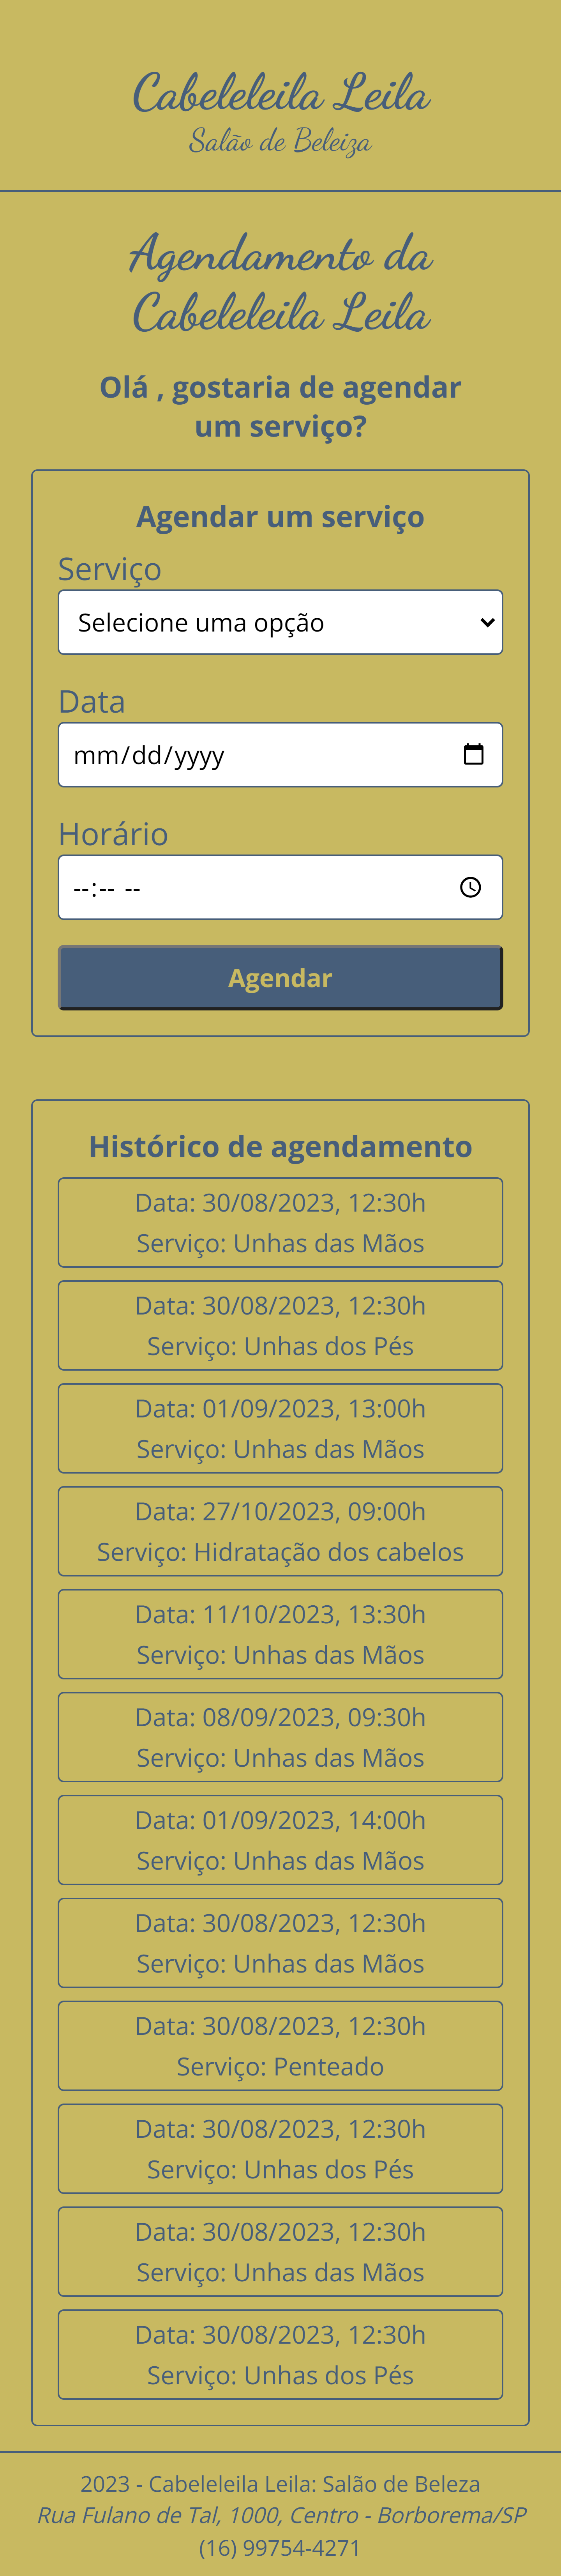 Cabeleleila Leila
Salão de Beleiza
Agendamento da
Cabeleleila Leila
Olá , gostaria de agendar
um serviço?
Agendar um serviço
Serviço
Selecione uma opção
Data
mm/dd/yyyy
Horário
--:-- --
Agendar
Histórico de agendamento
Data: 30/08/2023, 12:30h
Serviço: Unhas das Mãos
Data: 30/08/2023, 12:30h
Serviço: Unhas dos Pés
Data: 01/09/2023, 13:00h
Serviço: Unhas das Mãos
Data: 27/10/2023, 09:00h
Serviço: Hidratação dos cabelos
Data: 11/10/2023, 13:30h
Serviço: Unhas das Mãos
Data: 08/09/2023, 09:30h
Serviço: Unhas das Mãos
Data: 01/09/2023, 14:00h
Serviço: Unhas das Mãos
Data: 30/08/2023, 12:30h
Serviço: Unhas das Mãos
Data: 30/08/2023, 12:30h
Serviço: Penteado
Data: 30/08/2023, 12:30h
Serviço: Unhas dos Pés
Data: 30/08/2023, 12:30h
Serviço: Unhas das Mãos
Data: 30/08/2023, 12:30h
Serviço: Unhas dos Pés
2023 - Cabeleleila Leila: Salão de Beleza
Rua Fulano de Tal, 1000, Centro - Borborema/SP
(16) 99754-4271